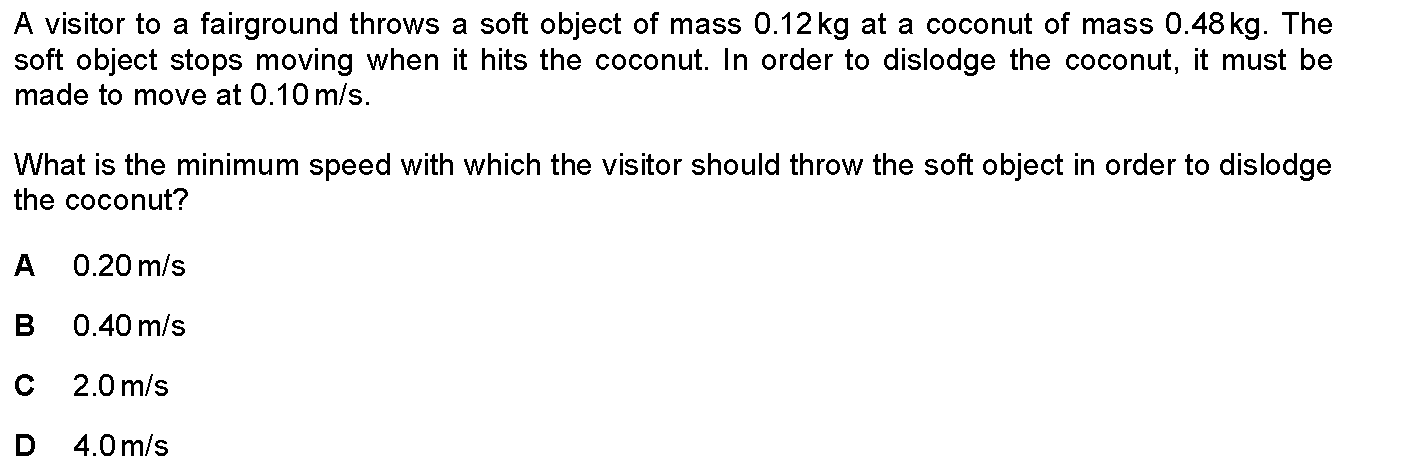 A visitor to a fairground throws a soft object of mass 0.12 kg at a coconut of mass 0.48 kg. The
soft object stops moving when it hits the coconut. In order to dislodge the coconut, it must be
made to move at 0.10 m/s.
What is the minimum speed with which the visitor should throw the soft object in order to dislodge
the coconut?
A 0.20 m/s
B 0.40 m/s
C 2.0 m/s
D 4.0 m/s